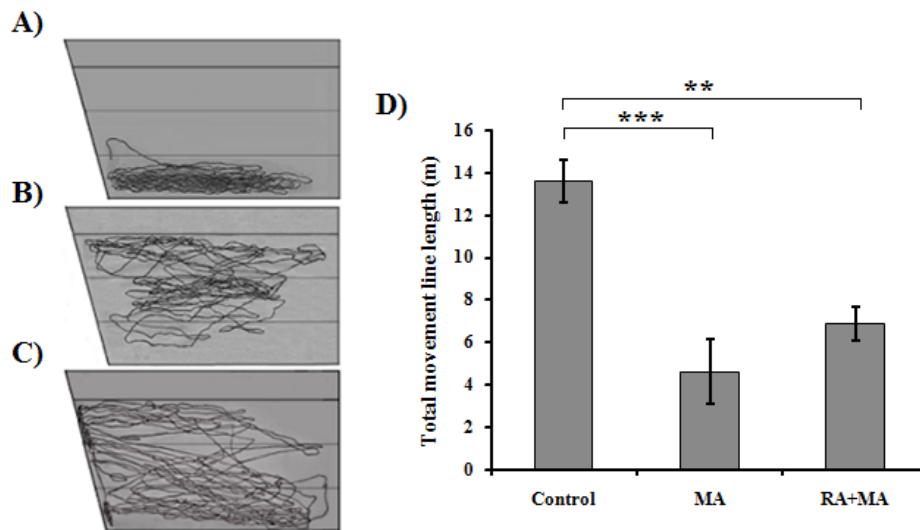 A)
B)
C)
D)
**
***
Total movement line length (m)
16
14
12
10
8
6
4
2
0
Control MA RA+MA